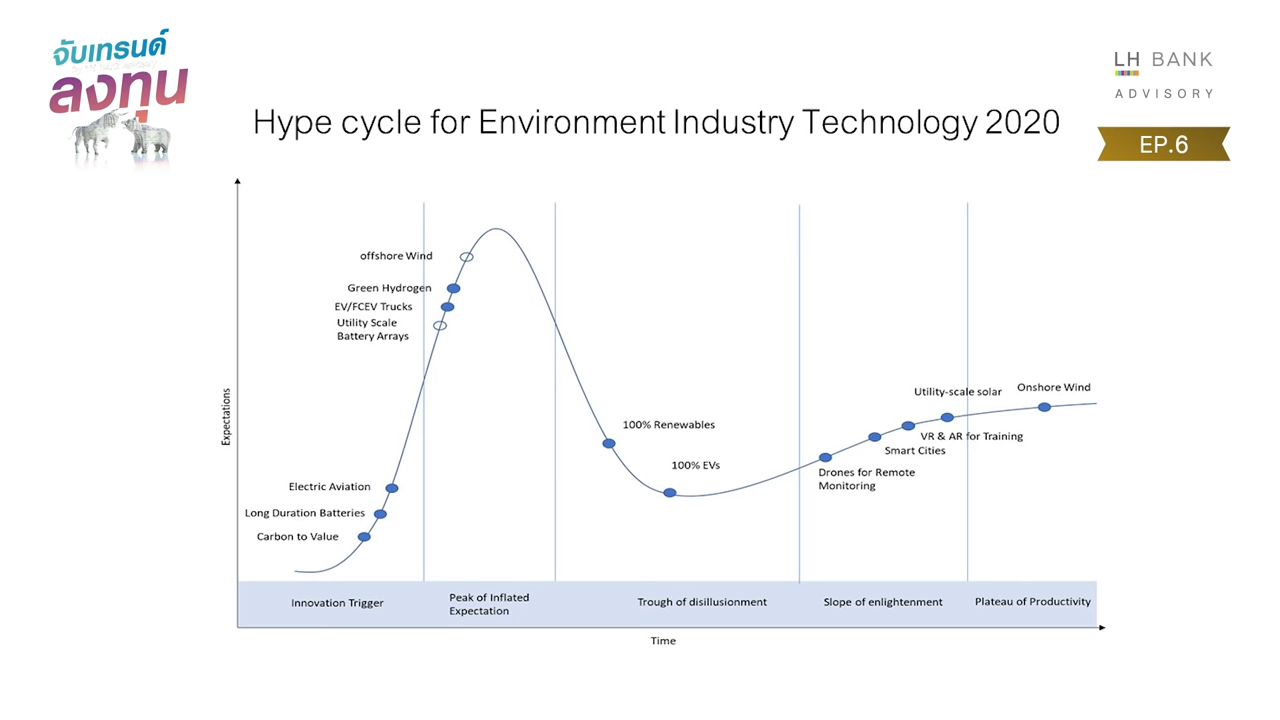 จับเทรนด์
ลงทุน
LH BANK
ADVISORY
EP.6
Hype cycle for Environment Industry Technology 2020
offshore Wind
Green Hydrogen
EV/FCEV Trucks
Utility Scale
Battery Arrays
Electric Aviation
Long Duration Batteries
Carbon to Value
100% Renewables
100% EVs
Utility-scale solar
Onshore Wind
VR & AR for Training
Smart Cities
Drones for Remote
Monitoring
Expectations
Innovation Trigger
Peak of Inflated
Expectation
Trough of disillusionment
Slope of enlightenment
Plateau of Productivity
Time